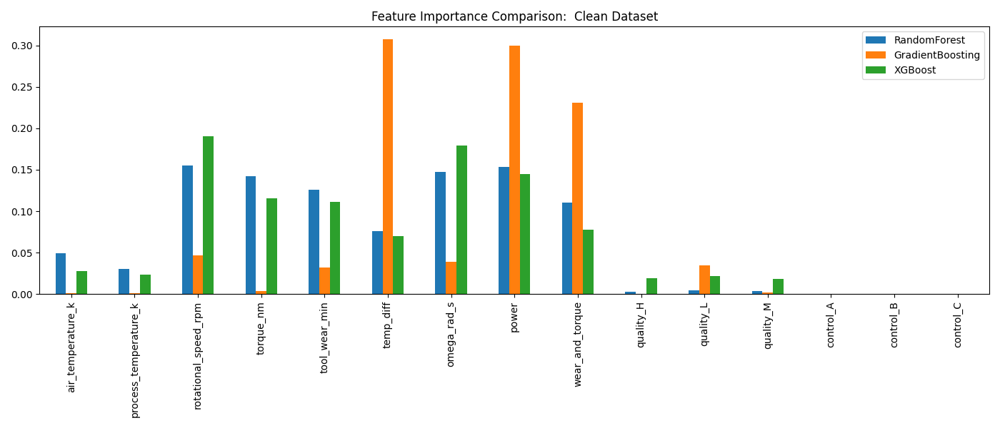 Feature Importance Comparison:  Clean Dataset
RandomForest
GradientBoosting
XGBoost
0.30
0.25
0.20
0.15
0.10
0.05
0.00
air_temperature_k
process_temperature_k
rotational_speed_rpm
torque_nm
tool_wear_min
temp_diff
omega_rad_s
power
wear_and_torque
quality_H
quality_L
quality_M
control_A
control_B
control_C